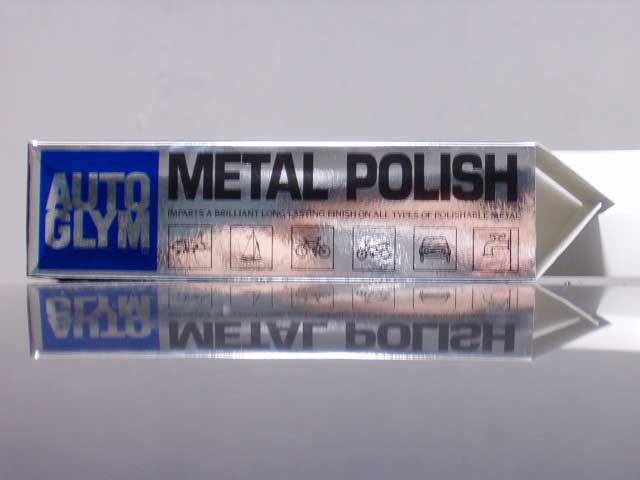 AUTO
GLYM
METAL POLISH
IMPARTS A BRILLIANT LONG LASTING FINISH ON ALL TYPES OF POLISHABLE METAL